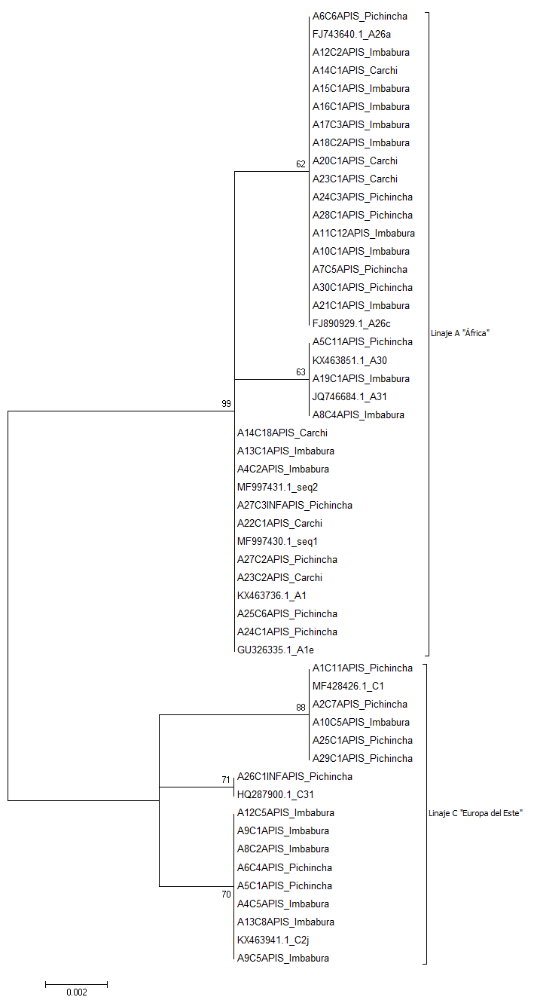 A6C6APIS_Pichincha
FJ743640.1_A26a
A12C2APIS_Imbabura
A14C1APIS_Carchi
A15C1APIS_Imbabura
A16C1APIS_Imbabura
A17C3APIS_Imbabura
A18C2APIS_Imbabura
62
A20C1APIS_Carchi
A23C1APIS_Carchi
A24C3APIS_Pichincha
A28C1APIS_Pichincha
A11C12APIS_Imbabura
A10C1APIS_Imbabura
A7C5APIS_Pichincha
A30C1APIS_Pichincha
A21C1APIS_Imbabura
FJ890929.1_A26c
Linaje A "África"
A5C11APIS_Pichincha
KX463851.1_A30
63
A19C1APIS_Imbabura
JQ746684.1_A31
99
A8C4APIS_Imbabura
A14C18APIS_Carchi
A13C1APIS_Imbabura
A4C2APIS_Imbabura
MF997431.1_seq2
A27C3INFAPIS_Pichincha
A22C1APIS_Carchi
MF997430.1_seq1
A27C2APIS_Pichincha
A23C2APIS_Carchi
KX463736.1_A1
A25C6APIS_Pichincha
A24C1APIS_Pichincha
GU326335.1_A1e
A1C11APIS_Pichincha
MF428426.1_C1
88
A2C7APIS_Pichincha
A10C5APIS_Imbabura
A25C1APIS_Pichincha
A29C1APIS_Pichincha
71
A26C1INFAPIS_Pichincha
HQ287900.1_C31
A12C5APIS_Imbabura
Linaje C "Europa del Este"
A9C1APIS_Imbabura
A8C2APIS_Imbabura
A6C4APIS_Pichincha
A5C1APIS_Pichincha
70
A4C5APIS_Imbabura
A13C8APIS_Imbabura
KX463941.1_C2j
A9C5APIS_Imbabura
0.002